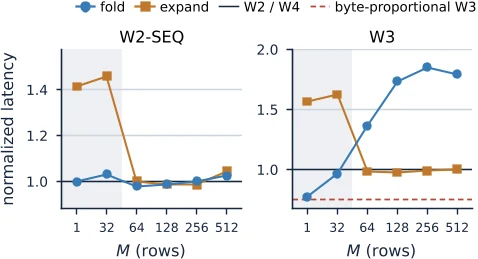 fold expand W2 / W4 byte-proportional W3
W2-SEQ
W3
normalized latency
1.4
1.2
1.0
1 32 64 128 256 512
M (rows)
2.0
1.5
1.0
1 32 64 128 256 512
M (rows)